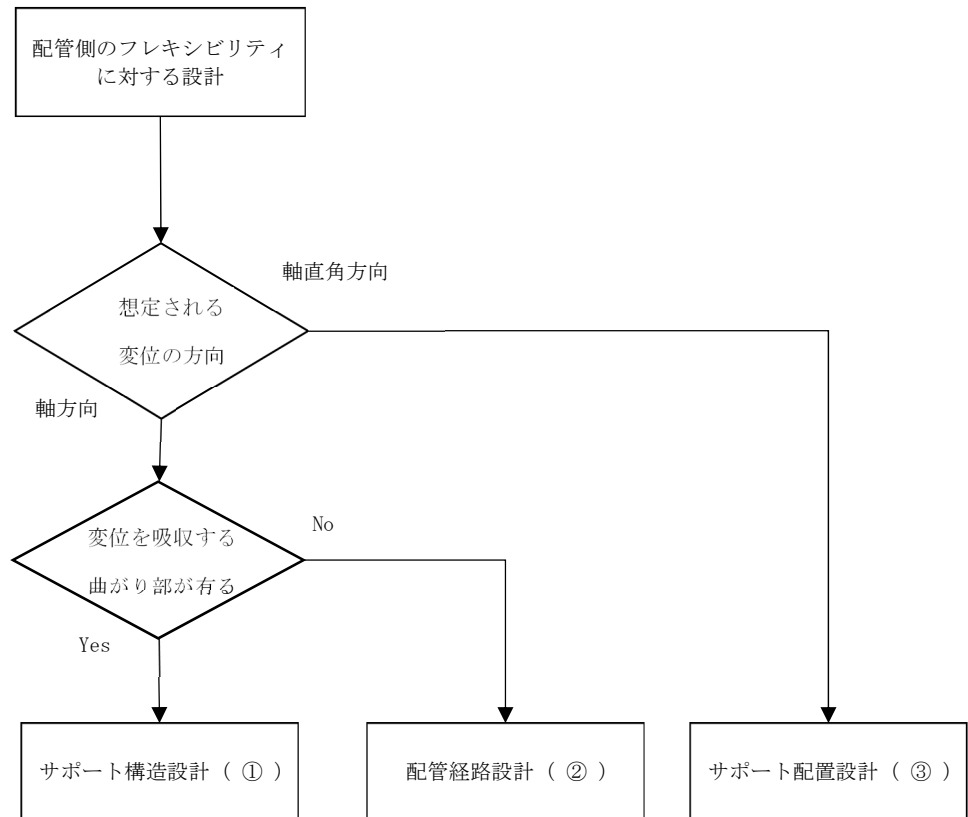 配管側のフレキシビリティ
に対する設計
軸直角方向
想定される
変位の方向
軸方向
変位を吸収する
曲がり部が有る
No
Yes
サポート構造設計（ ① ）
配管経路設計（ ② ）
サポート配置設計（ ③ ）